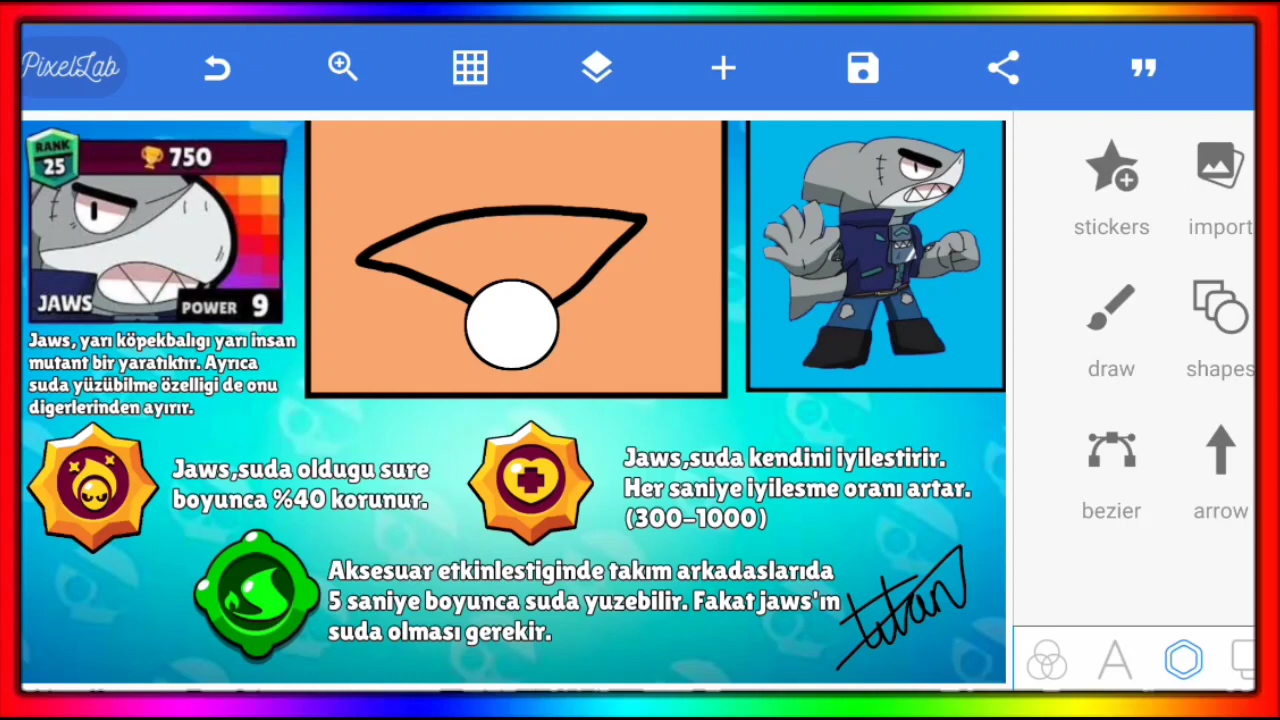 PixelLab
RANK
25
750
JAWS
POWER 9
stickers
import
draw
shapes
bezier
arrow
Jaws, yarı köpekbalıgı yarı insan
mutant bir yaratıktır. Ayrıca
suda yüzübilme özelligi de onu
digerlerinden ayırır.
Jaws,suda oldugu sure
boyunca %40 korunur.
Jaws,suda kendini iyilestirir.
Her saniye iyilesme oranı artar.
(300-1000)
Aksesuar etkinlestiginde takım arkadaslarıda
5 saniye boyunca suda yuzebilir. Fakat jaws'ın
suda olması gerekir.
titan